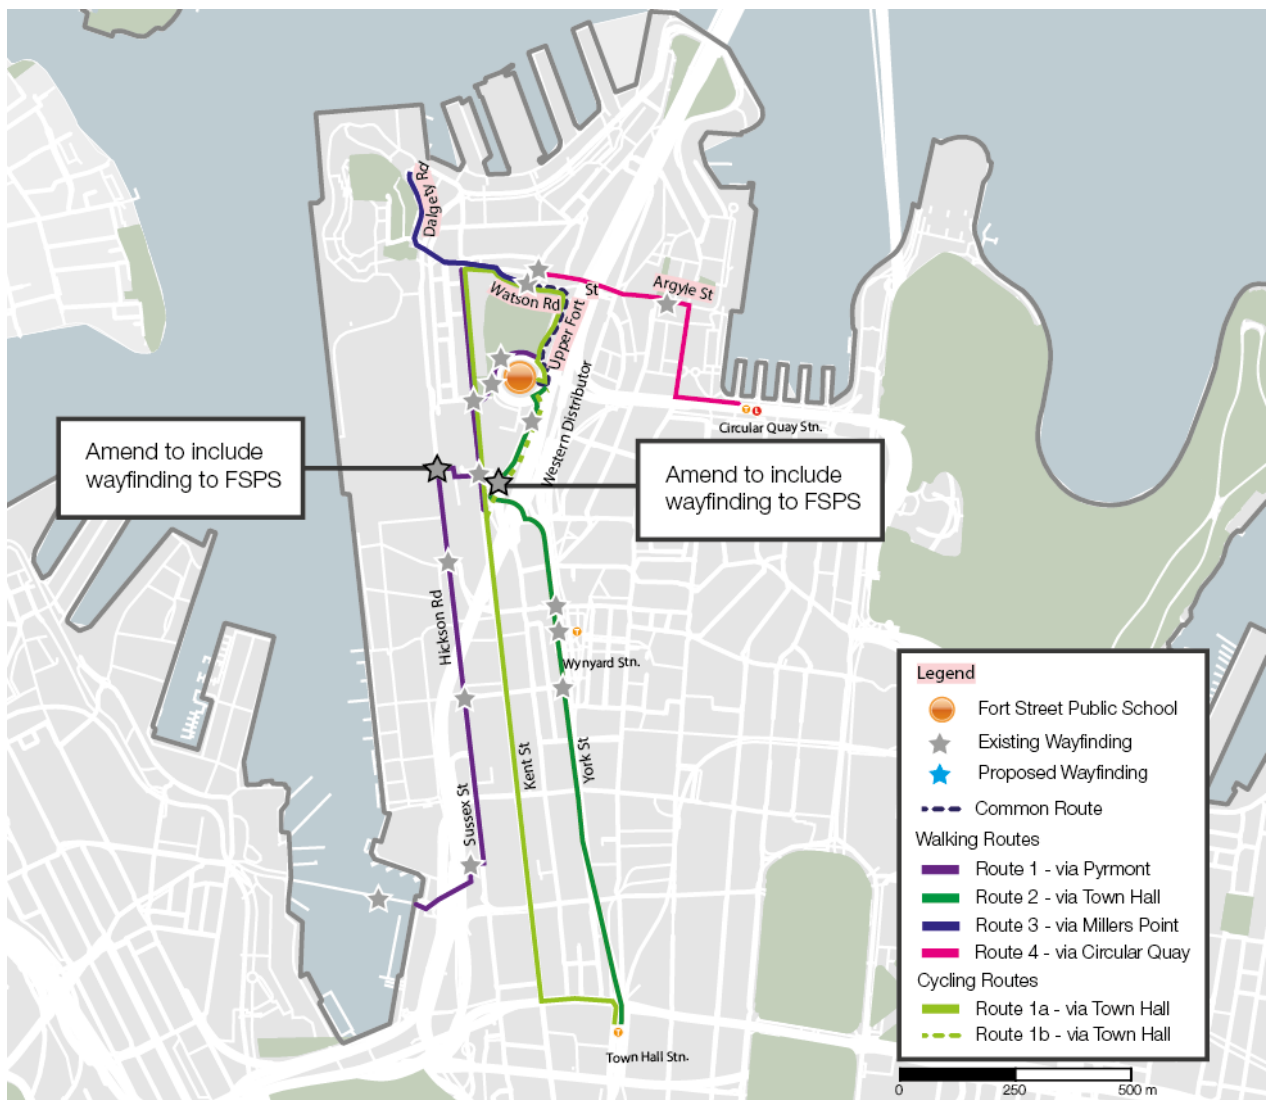 Dalgety Rd
Watson Rd
St
Argyle St
Upper Fort
Western Distributor
T
L
Circular Quay Stn.
Amend to include
wayfinding to FSPS
Amend to include
wayfinding to FSPS
Hickson Rd
T
Wynyard Stn.
Kent St
York St
Sussex St
T
Town Hall Stn.
Legend
Fort Street Public School
Existing Wayfinding
Proposed Wayfinding
Common Route
Walking Routes
Route 1 - via Pyrmont
Route 2 - via Town Hall
Route 3 - via Millers Point
Route 4 - via Circular Quay
Cycling Routes
Route 1a - via Town Hall
Route 1b - via Town Hall
0
250
500 m